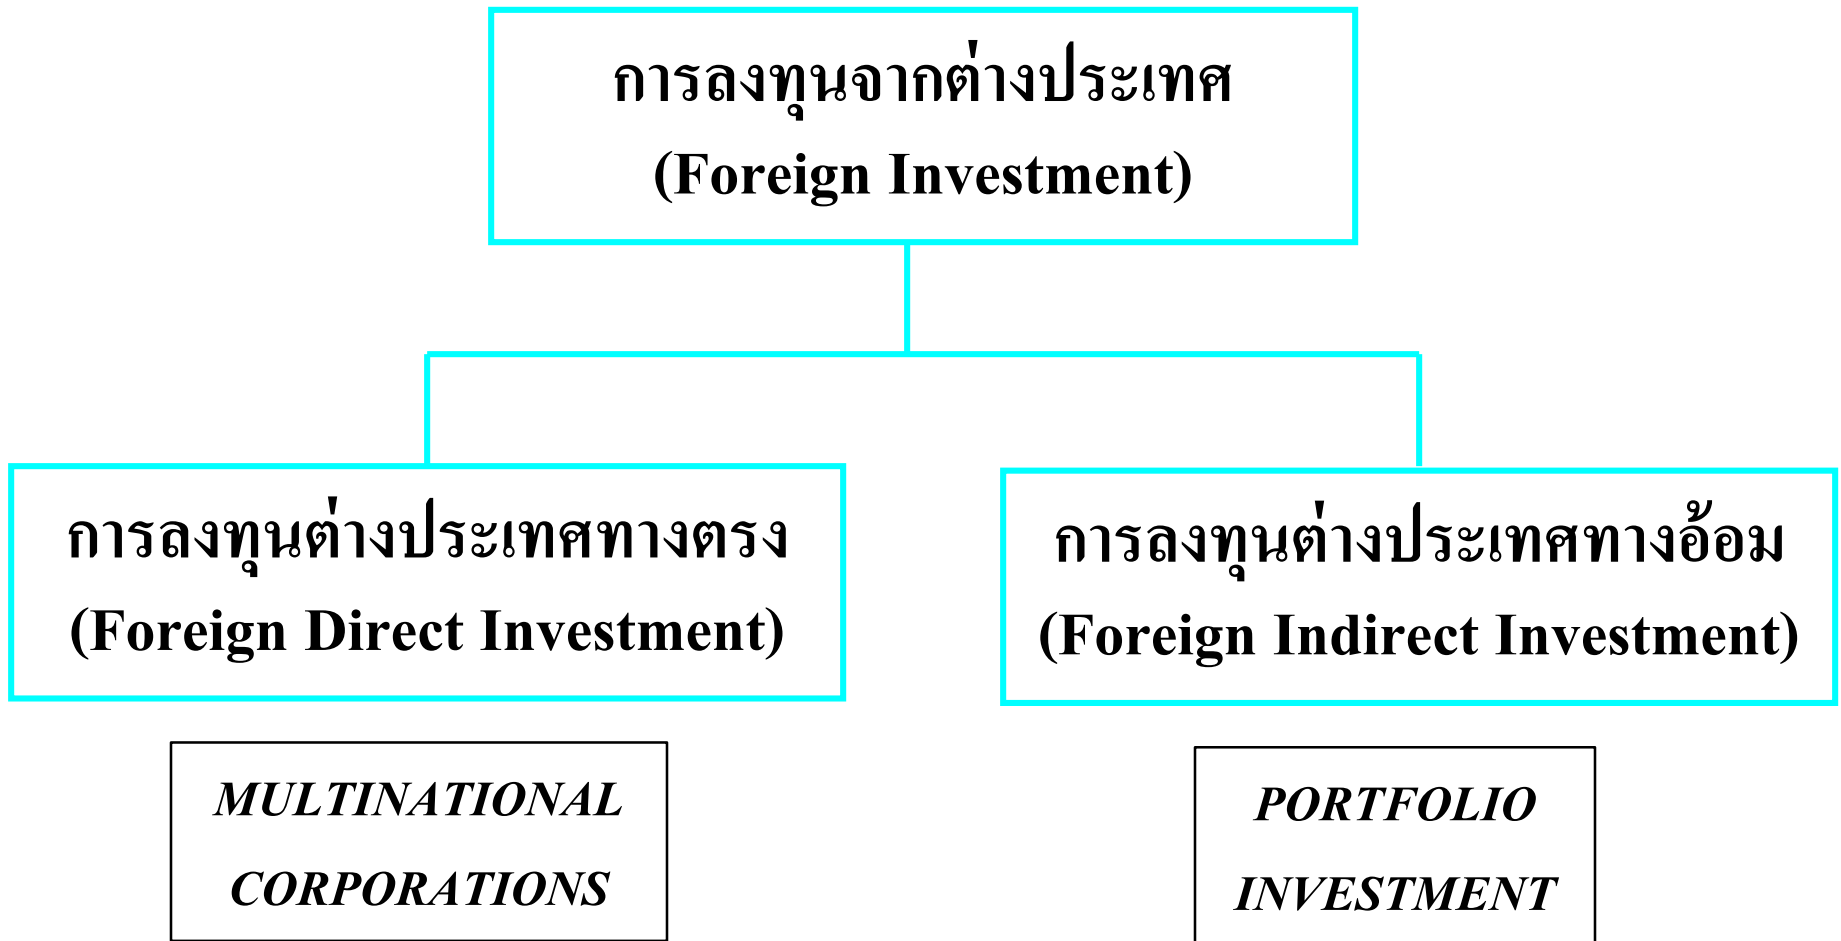 การลงทุนจากต่างประเทศ
(Foreign Investment)
การลงทุนต่างประเทศทางตรง
(Foreign Direct Investment)
การลงทุนต่างประเทศทางอ้อม
(Foreign Indirect Investment)
MULTINATIONAL
CORPORATIONS
PORTFOLIO
INVESTMENT